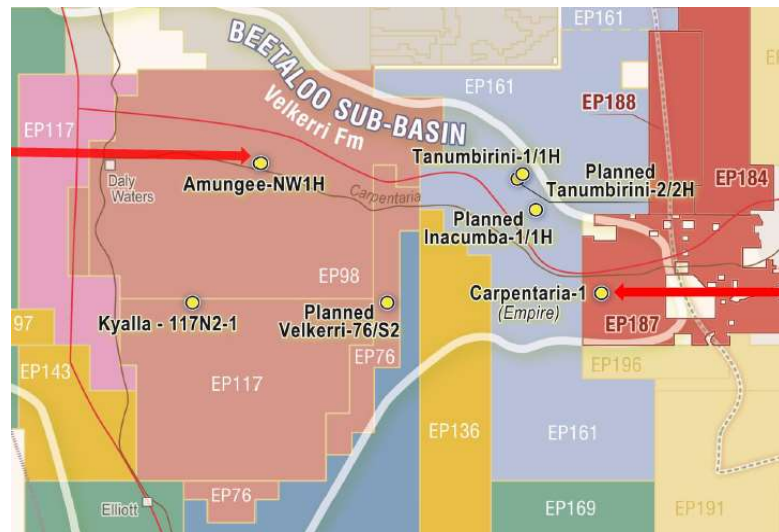 EP161
EP161
BEETALOO SUB-BASIN
Velkerri Fm
EP188
EP117
Tanumbirini-1/1H
Planned
Tanumbirini-2/2H
EP184
Daly
Waters
Amungee-NW1H
Carpentaria
Planned
Inacumba-1/1H
EP98
Carpentaria-1
(Empire)
Kyalla - 117N2-1
Planned
Velkerri-76/S2
EP187
97
EP143
EP76
EP196
EP117
EP136
EP161
EP76
Elliott
EP169
EP191